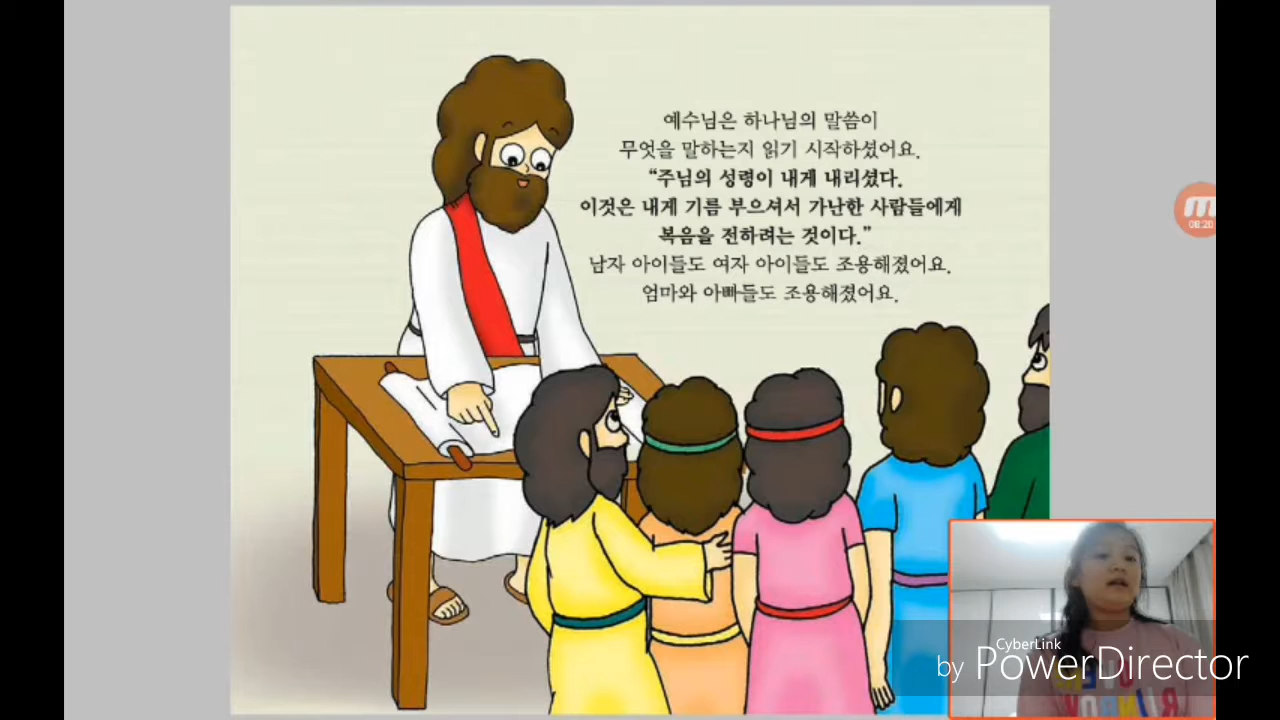 예수님은 하나님의 말씀이
무엇을 말하는지 읽기 시작하셨어요.
“주님의 성령이 내게 내리셨다.
이것은 내게 기름 부으셔서 가난한 사람들에게
복음을 전하려는 것이다.”
남자 아이들도 여자 아이들도 조용해졌어요.
엄마와 아빠들도 조용해졌어요.
08:20
CyberLink
by PowerDirector